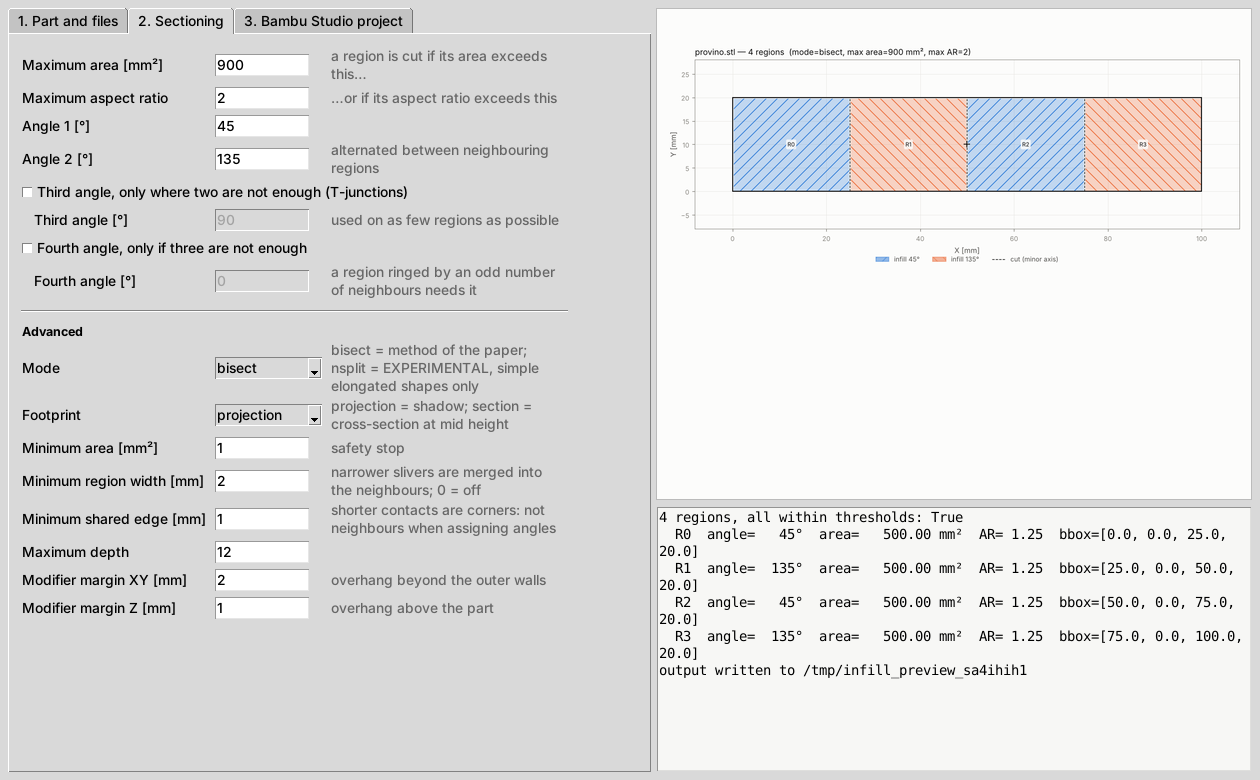 1. Part and files
2. Sectioning
3. Bambu Studio project
Maximum area [mm²]
900
a region is cut if its area exceeds
this...
Maximum aspect ratio
2
...or if its aspect ratio exceeds this
Angle 1 [°]
45
Angle 2 [°]
135
alternated between neighbouring
regions
Third angle, only where two are not enough (T-junctions)
Third angle [°]
90
used on as few regions as possible
Fourth angle, only if three are not enough
Fourth angle [°]
0
a region ringed by an odd number
of neighbours needs it
Advanced
Mode
bisect
bisect = method of the paper;
nsplit = EXPERIMENTAL, simple
elongated shapes only
Footprint
projection
projection = shadow; section =
cross-section at mid height
Minimum area [mm²]
1
safety stop
Minimum region width [mm]
2
narrower slivers are merged into
the neighbours; 0 = off
Minimum shared edge [mm]
1
shorter contacts are corners: not
neighbours when assigning angles
Maximum depth
12
Modifier margin XY [mm]
2
overhang beyond the outer walls
Modifier margin Z [mm]
1
overhang above the part
provino.stl — 4 regions (mode=bisect, max area=900 mm², max AR=2)
25
20
15
10
5
0
−5
Y [mm]
R0
R1
R2
R3
0
20
40
60
80
100
X [mm]
infill 45°
infill 135°
cut (minor axis)
4 regions, all within thresholds: True
R0 angle= 45° area= 500.00 mm² AR= 1.25 bbox=[0.0, 0.0, 25.0,
20.0]
R1 angle= 135° area= 500.00 mm² AR= 1.25 bbox=[25.0, 0.0, 50.0,
20.0]
R2 angle= 45° area= 500.00 mm² AR= 1.25 bbox=[50.0, 0.0, 75.0,
20.0]
R3 angle= 135° area= 500.00 mm² AR= 1.25 bbox=[75.0, 0.0, 100.0,
20.0]
output written to /tmp/infill_preview_sa4ihih1